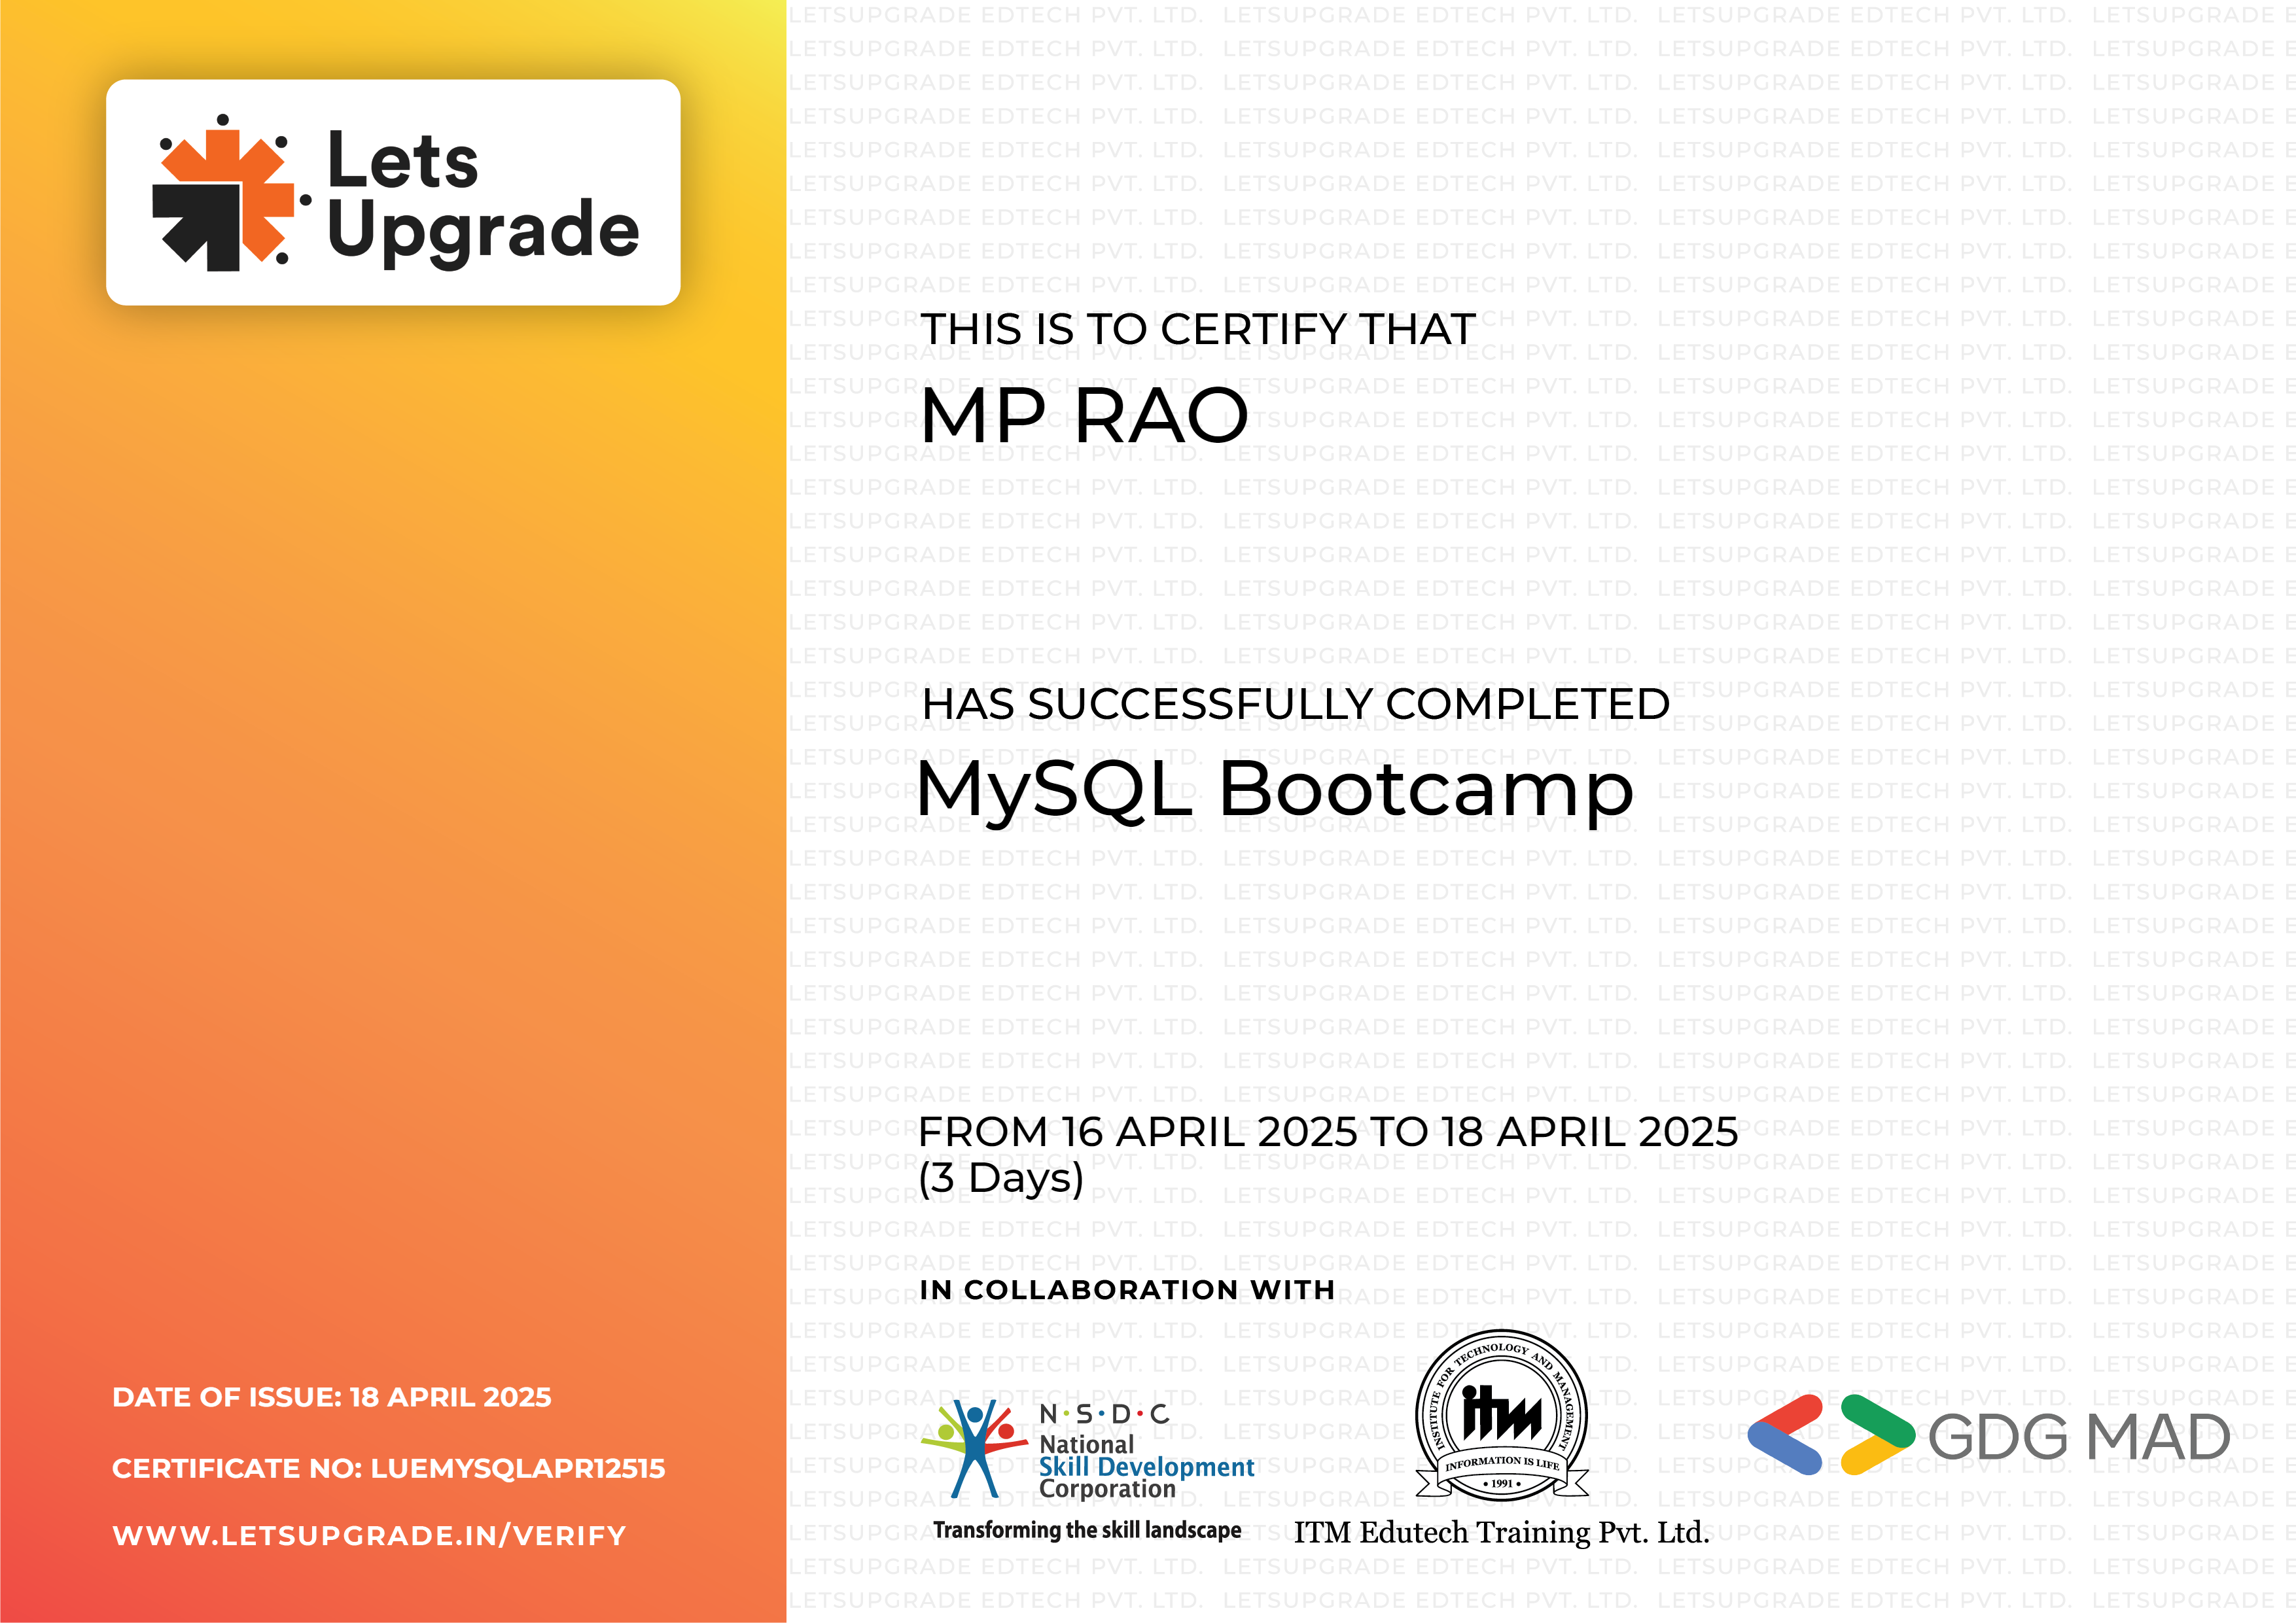 Lets
Upgrade
THIS IS TO CERTIFY THAT
MP RAO
HAS SUCCESSFULLY COMPLETED
MySQL Bootcamp
FROM 16 APRIL 2025 TO 18 APRIL 2025
(3 Days)
IN COLLABORATION WITH
N·S·D·C
National
Skill Development
Corporation
Transforming the skill landscape
INSTITUTE FOR TECHNOLOGY AND MANAGEMENT
itm
INFORMATION IS LIFE
• 1991 •
ITM Edutech Training Pvt. Ltd.
GDG MAD
DATE OF ISSUE: 18 APRIL 2025
CERTIFICATE NO: LUEMYSQLAPR12515
WWW.LETSUPGRADE.IN/VERIFY
LETSUPGRADE EDTECH PVT. LTD.